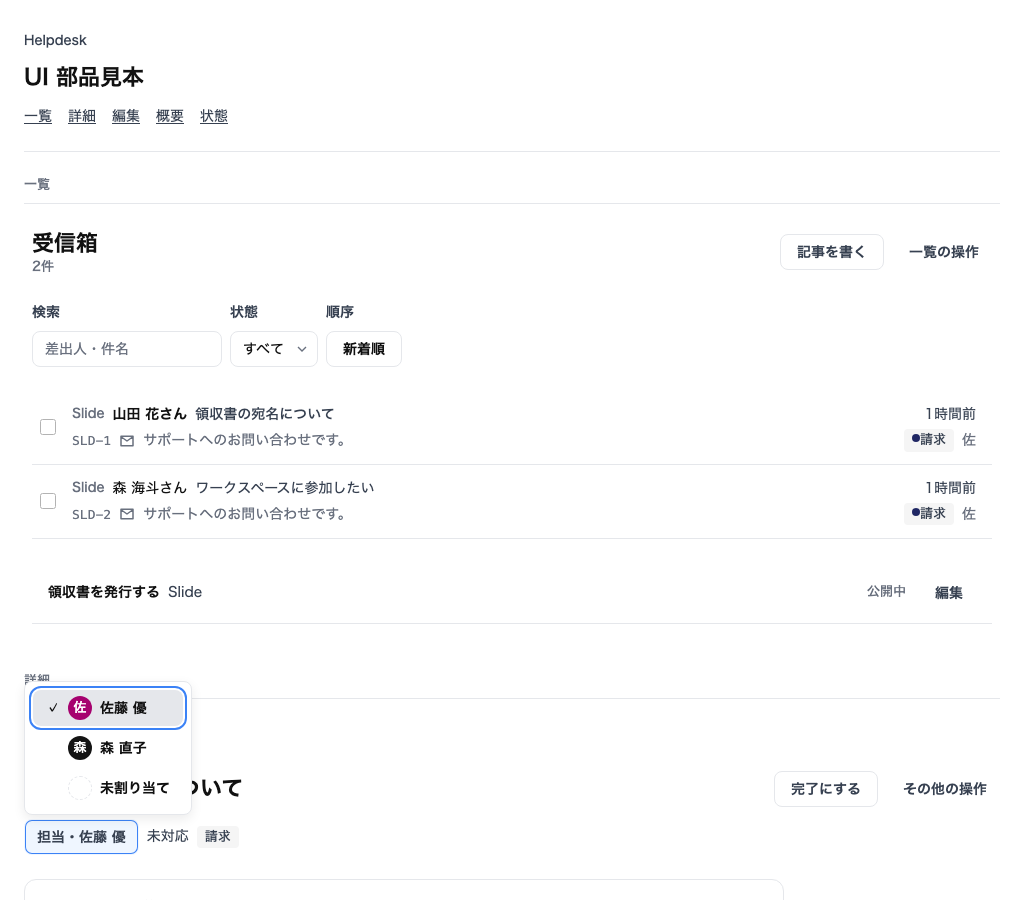 Helpdesk
UI 部品見本
一覧 詳細 編集 概要 状態
一覧
受信箱
2件
記事を書く 一覧の操作
検索 状態 順序
差出人・件名 すべて 新着順
Slide 山田 花さん 領収書の宛名について 1時間前
SLD-1 サポートへのお問い合わせです。 請求 佐
Slide 森 海斗さん ワークスペースに参加したい 1時間前
SLD-2 サポートへのお問い合わせです。 請求 佐
領収書を発行する Slide 公開中 編集
詳細
✓ 佐 佐藤 優
森 森 直子
未割り当て
ついて 完了にする その他の操作
担当・佐藤 優 未対応 請求